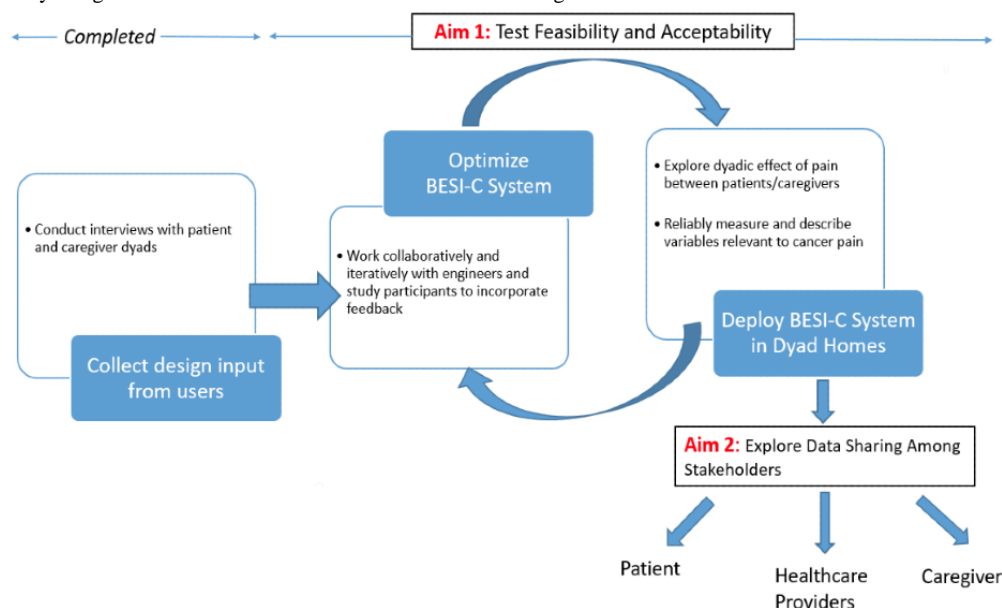 Completed
Aim 1: Test Feasibility and Acceptability
Optimize
BESI-C System
• Explore dyadic effect of pain
between patients/caregivers
• Reliably measure and describe
variables relevant to cancer pain
• Conduct interviews with patient
and caregiver dyads
• Work collaboratively and
iteratively with engineers and
study participants to incorporate
feedback
Deploy BESI-C System
in Dyad Homes
Collect design input
from users
Aim 2: Explore Data Sharing Among
Stakeholders
Patient
Healthcare
Providers
Caregiver